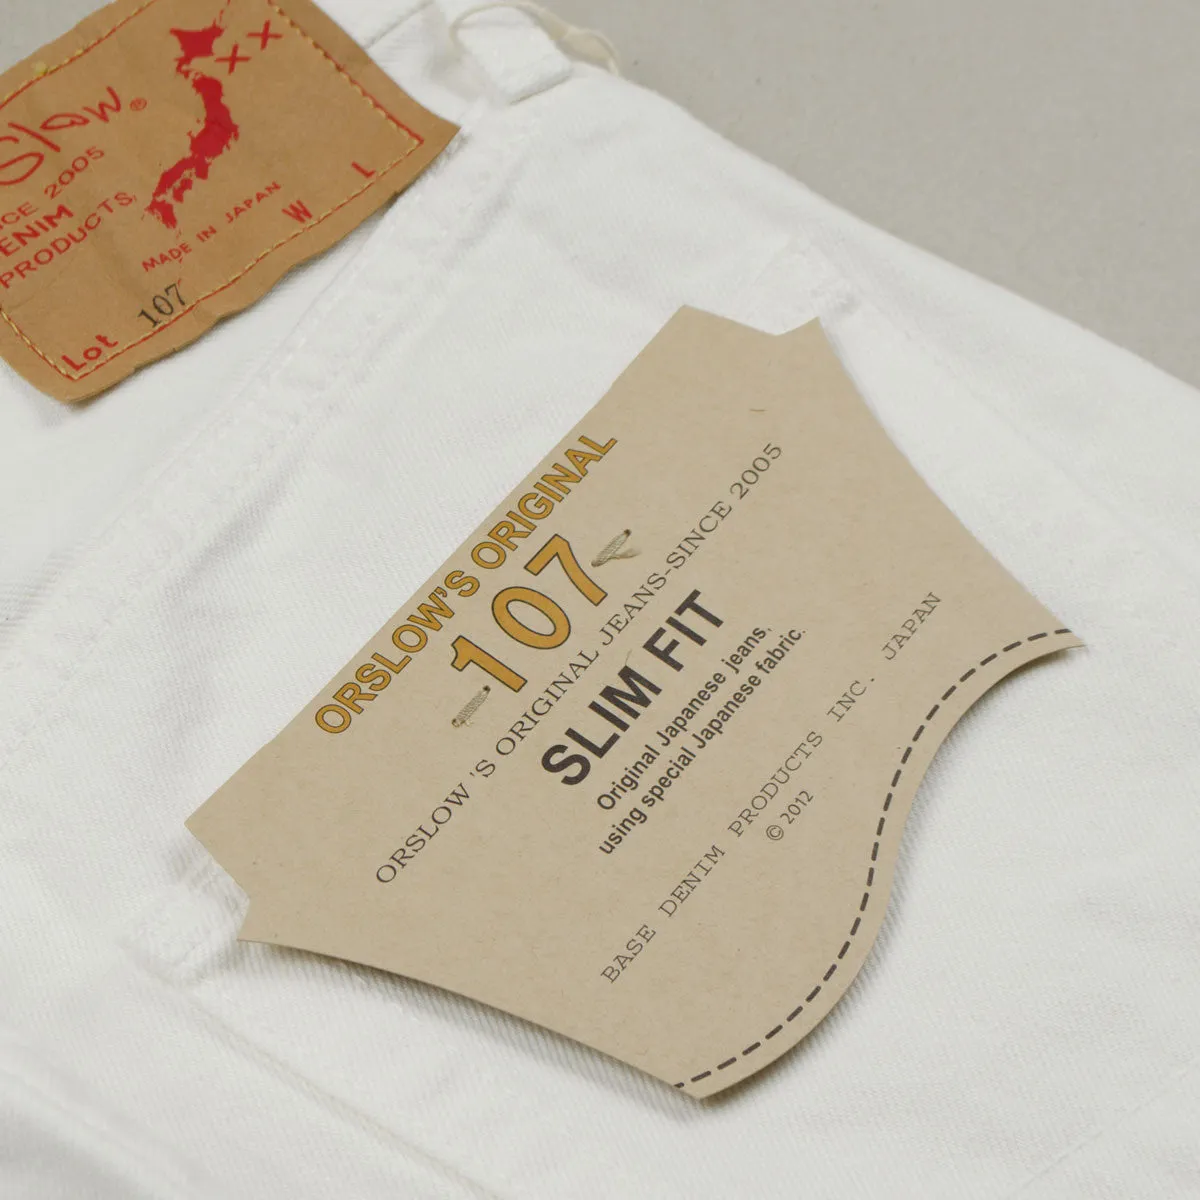 Slow®
SINCE 2005
DENIM
PRODUCTS,
XX
MADE IN JAPAN
W L
Lot 107
ORSLOW'S ORIGINAL
107
ORSLOW 'S ORIGINAL JEANS-SINCE 2005
SLIM FIT
Original Japanese jeans,
using special Japanese fabric.
BASE DENIM PRODUCTS INC. JAPAN
© 2012